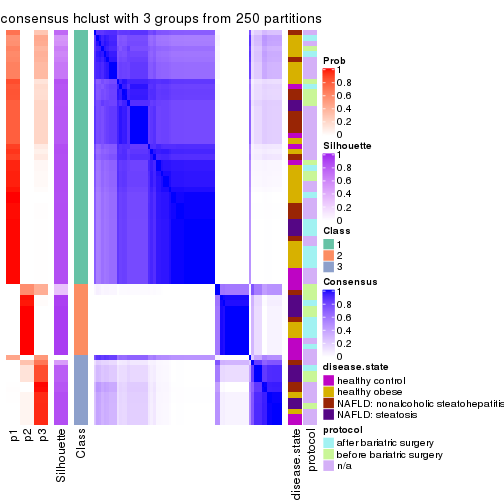 consensus hclust with 3 groups from 250 partitions
Prob
1
0.8
0.6
0.4
0.2
0
Silhouette
1
0.8
0.6
0.4
0.2
0
Class
1
2
3
Consensus
1
0.8
0.6
0.4
0.2
0
disease.state
healthy control
healthy obese
NAFLD: nonalcoholic steatohepatitis
NAFLD: steatosis
protocol
after bariatric surgery
before bariatric surgery
n/a
p1
p2
p3
Silhouette
Class
disease.state
protocol